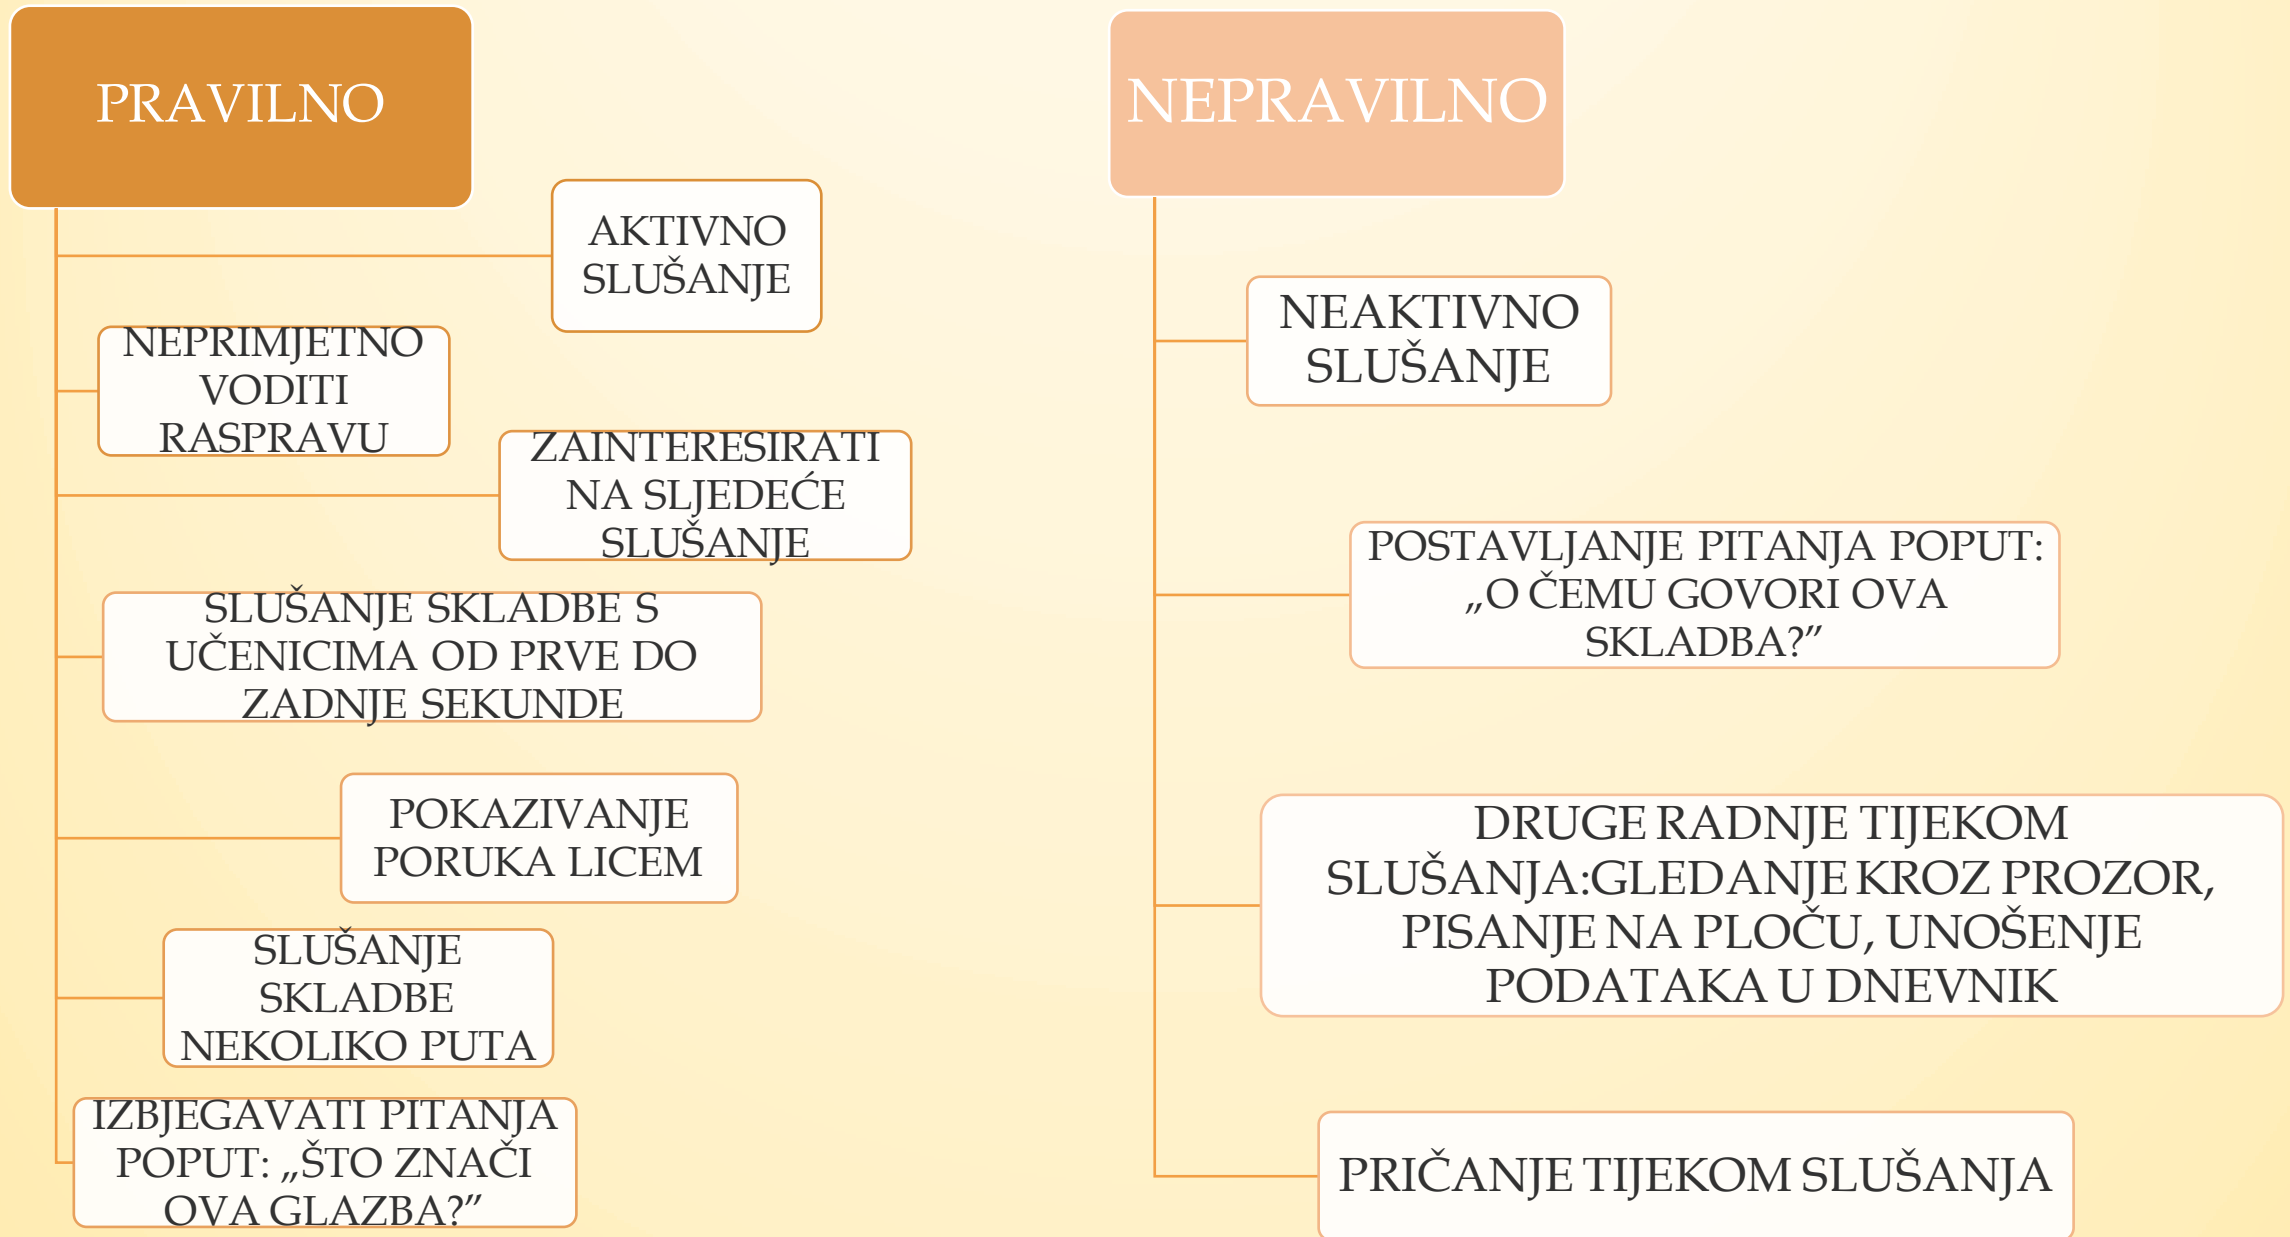 PRAVILNO
AKTIVNO
SLUŠANJE
NEPRIMJETNO
VODITI
RASPRAVU
ZAINTERESIRATI
NA SLJEDEĆE
SLUŠANJE
SLUŠANJE SKLADBE S
UČENICIMA OD PRVE DO
ZADNJE SEKUNDE
POKAZIVANJE
PORUKA LICEM
SLUŠANJE
SKLADBE
NEKOLIKO PUTA
IZBJEGAVATI PITANJA
POPUT: „ŠTO ZNAČI
OVA GLAZBA?”
NEPRAVILNO
NEAKTIVNO
SLUŠANJE
POSTAVLJANJE PITANJA POPUT:
„O ČEMU GOVORI OVA
SKLADBA?”
DRUGE RADNJE TIJEKOM
SLUŠANJA:GLEDANJE KROZ PROZOR,
PISANJE NA PLOČU, UNOŠENJE
PODATAKA U DNEVNIK
PRIČANJE TIJEKOM SLUŠANJA